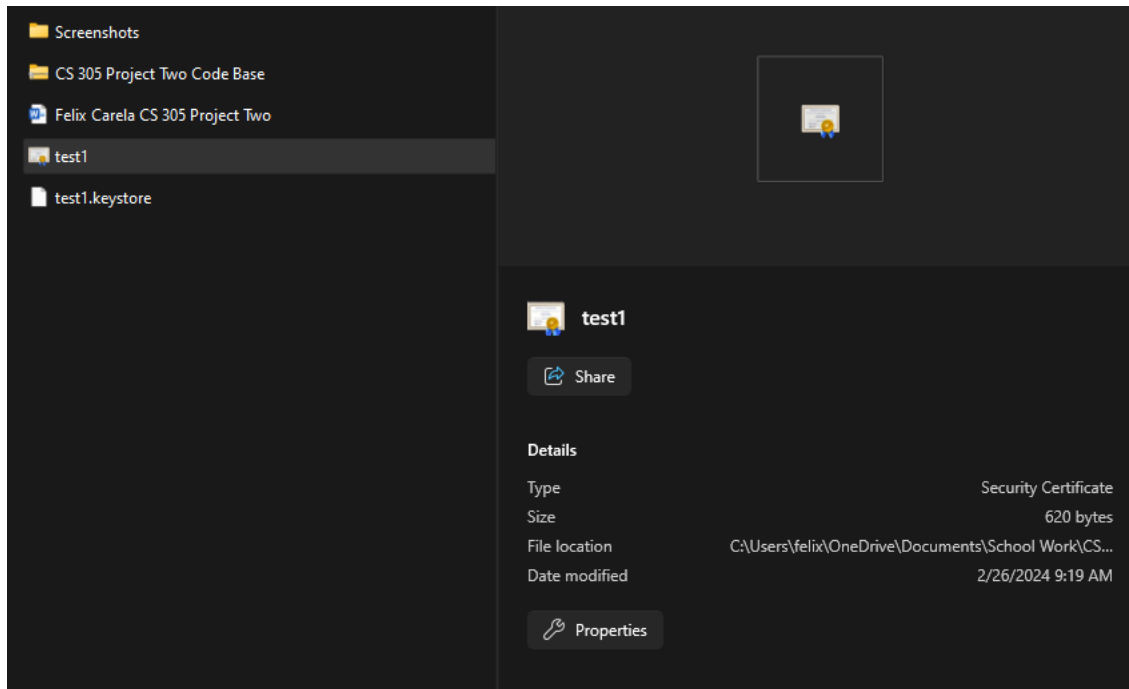 Screenshots
CS 305 Project Two Code Base
Felix Carela CS 305 Project Two
test1
test1.keystore
test1
Share
Details
Type Security Certificate
Size 620 bytes
File location C:\Users\felix\OneDrive\Documents\School Work\CS...
Date modified 2/26/2024 9:19 AM
Properties